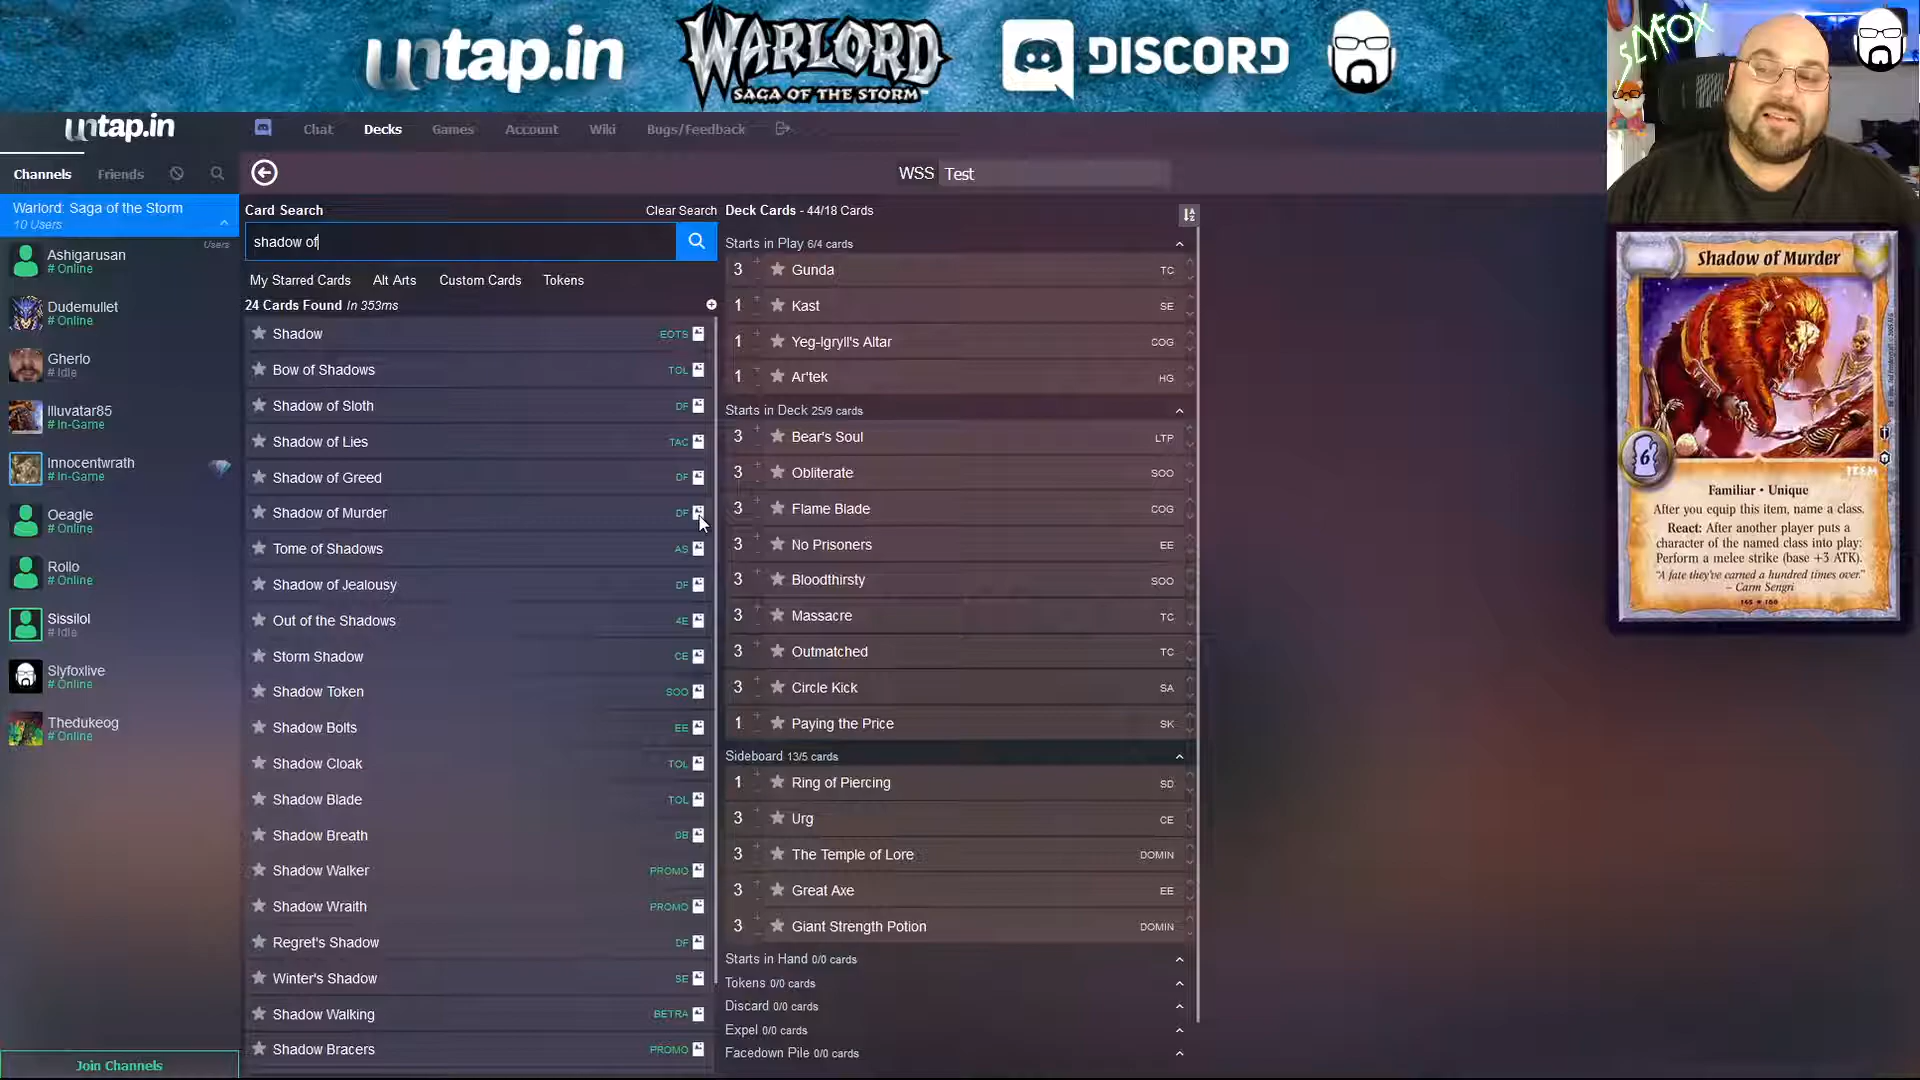 untap.in
WARLORD
SAGA OF THE STORM
DISCORD
SLYFOX
untap.in
Chat
Decks
Games
Account
Wiki
Bugs/Feedback
Channels
Friends
WSS Test
Warlord: Saga of the Storm
10 Users
Users
Ashigarusan
# Online
Dudemullet
# Online
Gherlo
# Idle
Illuvatar85
# In-Game
Innocentwrath
# In-Game
Oeagle
# Online
Rollo
# Online
Sissilol
# Idle
Slyfoxlive
# Online
Thedukeog
# Online
Join Channels
Card Search
Clear Search
shadow of
My Starred Cards
Alt Arts
Custom Cards
Tokens
24 Cards Found In 353ms
Shadow EOTS
Bow of Shadows TOL
Shadow of Sloth DF
Shadow of Lies TAC
Shadow of Greed DF
Shadow of Murder DF
Tome of Shadows AS
Shadow of Jealousy DF
Out of the Shadows 4E
Storm Shadow CE
Shadow Token SOO
Shadow Bolts EE
Shadow Cloak TOL
Shadow Blade TOL
Shadow Breath DB
Shadow Walker PROMO
Shadow Wraith PROMO
Regret's Shadow DF
Winter's Shadow SE
Shadow Walking BETRA
Shadow Bracers PROMO
Deck Cards - 44/18 Cards
Starts in Play 6/4 cards
3 Gunda TC
1 Kast SE
1 Yeg-Igryll's Altar COG
1 Ar'tek HG
Starts in Deck 25/9 cards
3 Bear's Soul LTP
3 Obliterate SOO
3 Flame Blade COG
3 No Prisoners EE
3 Bloodthirsty SOO
3 Massacre TC
3 Outmatched TC
3 Circle Kick SA
1 Paying the Price SK
Sideboard 13/5 cards
1 Ring of Piercing SD
3 Urg CE
3 The Temple of Lore DOMIN
3 Great Axe EE
3 Giant Strength Potion DOMIN
Starts in Hand 0/0 cards
Tokens 0/0 cards
Discard 0/0 cards
Expel 0/0 cards
Facedown Pile 0/0 cards
Shadow of Murder
6
ITEM
Familiar • Unique
After you equip this item, name a class.
React: After another player puts a
character of the named class into play:
Perform a melee strike (base +3 ATK).
"A fate they've earned a hundred times over."
– Carm Sengri